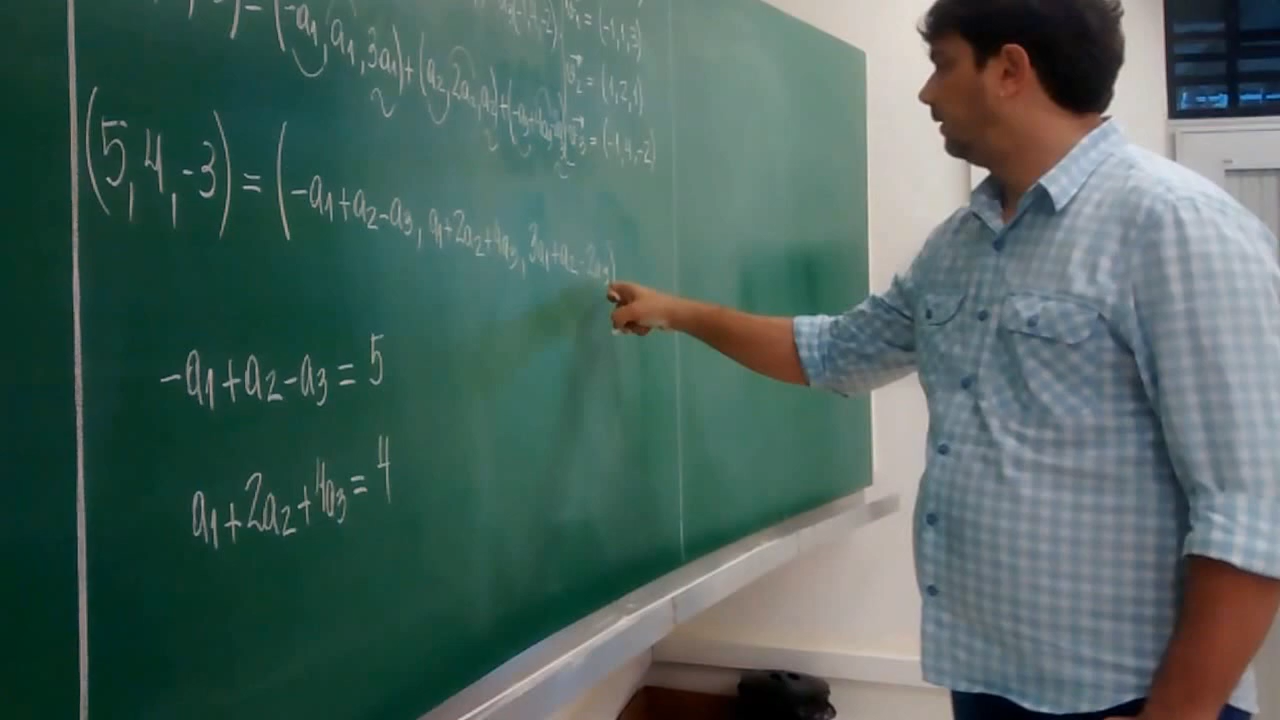 ) = (-a1, a1, 3a1) + (a2, 2a2, a2) + (-a3,
v1 = (-1,1,3)
v2 = (1,2,1)
v3 = (-1,4,-2)
(5,4,-3) = (-a1+a2-a3, a1+2a2+4a3, 3a1+a2-2a3)
-a1+a2-a3=5
a1+2a2+4a3=4